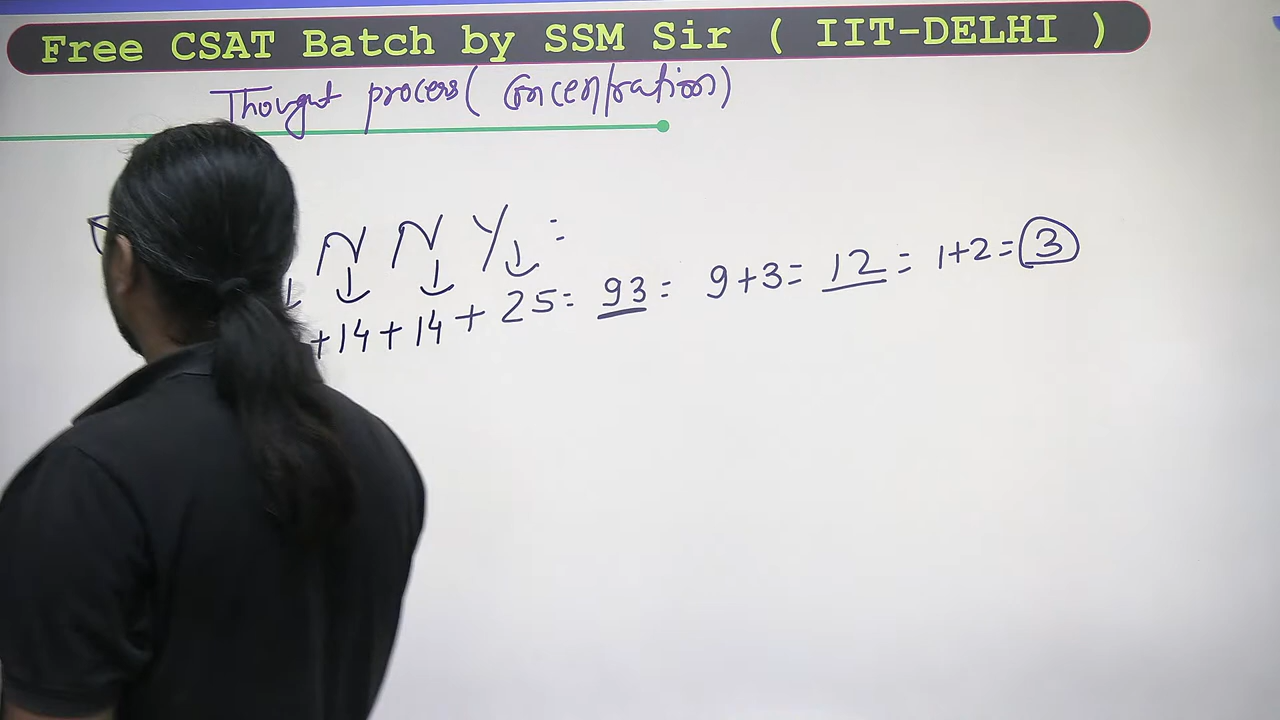 Free CSAT Batch by SSM Sir ( IIT-DELHI )
Thought process( Concentration)
N N Y :
+14+ 14 + 25= 93= 9+3= 12= 1+2= 3